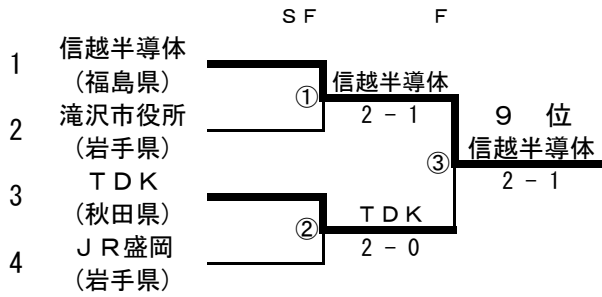 ＳＦ Ｆ
1 信越半導体
(福島県)
2 滝沢市役所
(岩手県)
3 ＴＤＫ
(秋田県)
4 ＪＲ盛岡
(岩手県)
① 信越半導体
2 － 1
② ＴＤＫ
2 － 0
９ 位
③ 信越半導体
2 － 1